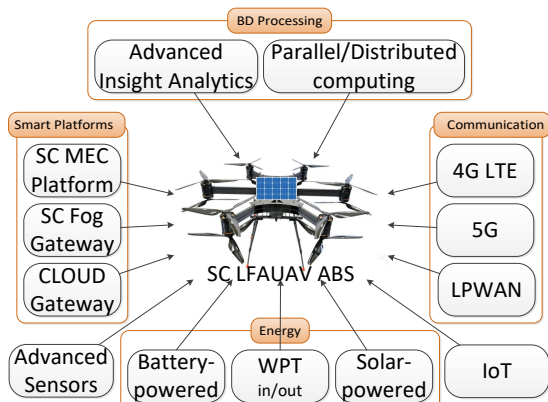 BD Processing
Advanced
Insight Analytics
Parallel/Distributed
computing
Smart Platforms
SC MEC
Platform
SC Fog
Gateway
CLOUD
Gateway
Communication
4G LTE
5G
LPWAN
SC LFAUAV ABS
Energy
Advanced
Sensors
Battery-
powered
WPT
in/out
Solar-
powered
IoT